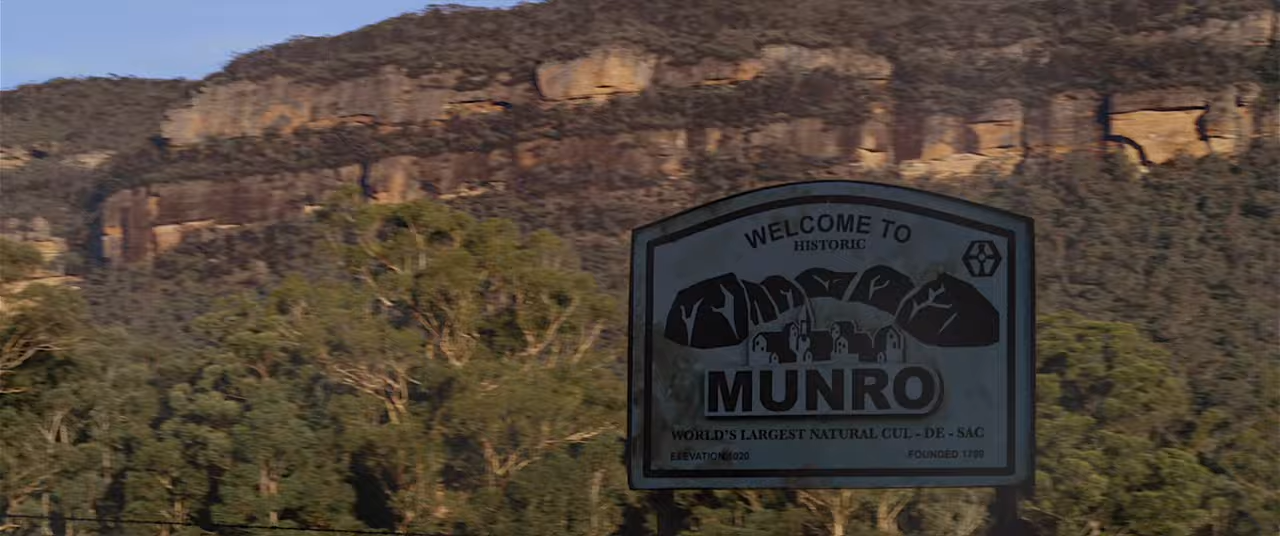 WELCOME TO
HISTORIC
MUNRO
WORLD'S LARGEST NATURAL CUL - DE - SAC
ELEVATION
FOUNDED